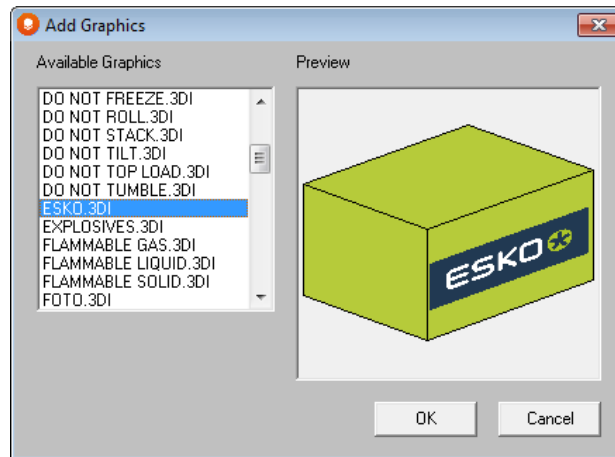 Add Graphics
Available Graphics
Preview
DO NOT FREEZE.3DI
DO NOT ROLL.3DI
DO NOT STACK.3DI
DO NOT TILT.3DI
DO NOT TOP LOAD.3DI
DO NOT TUMBLE.3DI
ESKO.3DI
EXPLOSIVES.3DI
FLAMMABLE GAS.3DI
FLAMMABLE LIQUID.3DI
FLAMMABLE SOLID.3DI
FOTO.3DI
ESKO
OK
Cancel